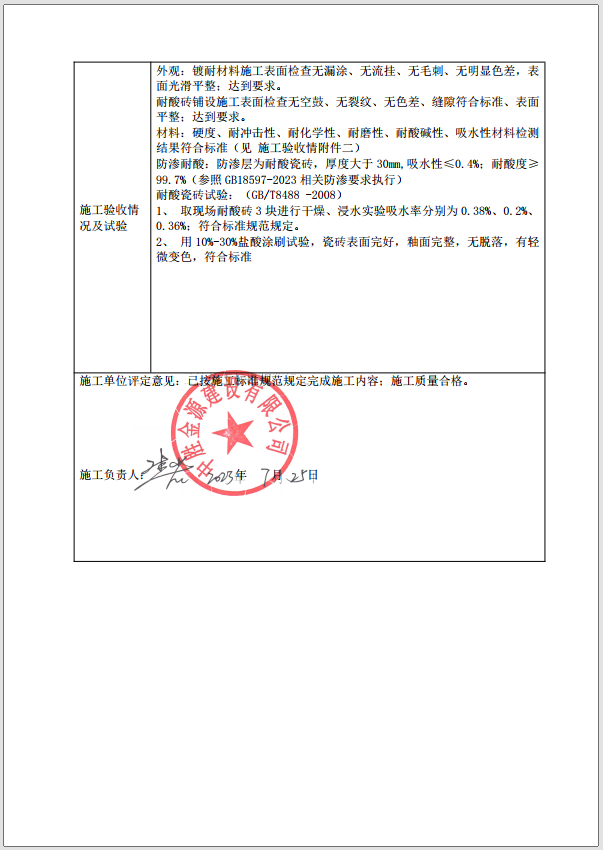 外观：镀耐材料施工表面检查无漏涂、无流挂、无毛刺、无明显色差，表
面光滑平整；达到要求。
耐酸砖铺设施工表面检查无空鼓、无裂纹、无色差、缝隙符合标准、表面
平整；达到要求。
材料：硬度、耐冲击性、耐化学性、耐磨性、耐酸碱性、吸水性材料检测
结果符合标准（见 施工验收情附件二）
防渗耐酸：防渗层为耐酸瓷砖，厚度大于 30mm,吸水性≤0.4%；耐酸度≥
99.7%（参照 GB18597-2023 相关防渗要求执行）
耐酸瓷砖试验：（GB/T8488 -2008）
施工验收情
况及试验
1、 取现场耐酸砖 3 块进行干燥、浸水实验吸水率分别为 0.38%、0.2%、
0.36%；符合标准规范规定。
2、 用 10%-30%盐酸涂刷试验，瓷砖表面完好，釉面完整，无脱落，有轻
微变色，符合标准
施工单位评定意见：已按施工标准规范规定完成施工内容；施工质量合格。
中胜金源建设有限公司
施工负责人： 2023年 7月 25日